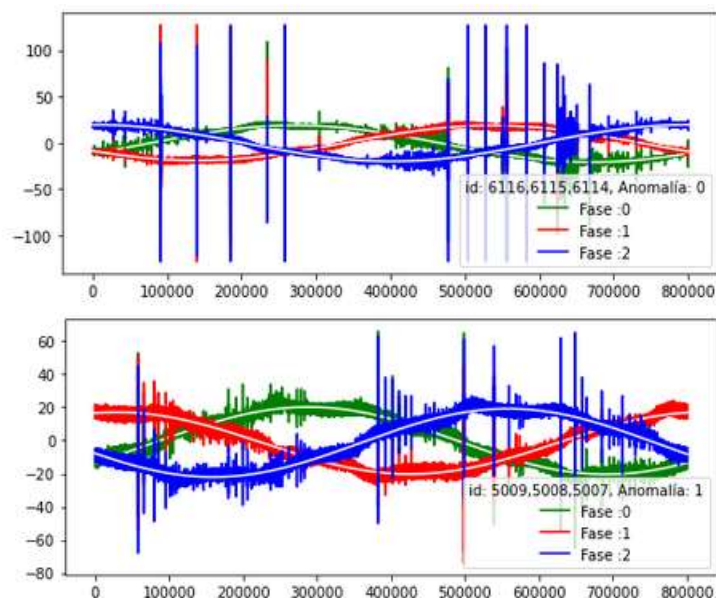 100
50
0
−50
−100
id: 6116,6115,6114, Anomalía: 0
Fase :0
Fase :1
Fase :2
0 100000 200000 300000 400000 500000 600000 700000 800000
60
40
20
0
−20
−40
−60
−80
id: 5009,5008,5007, Anomalía: 1
Fase :0
Fase :1
Fase :2
0 100000 200000 300000 400000 500000 600000 700000 800000